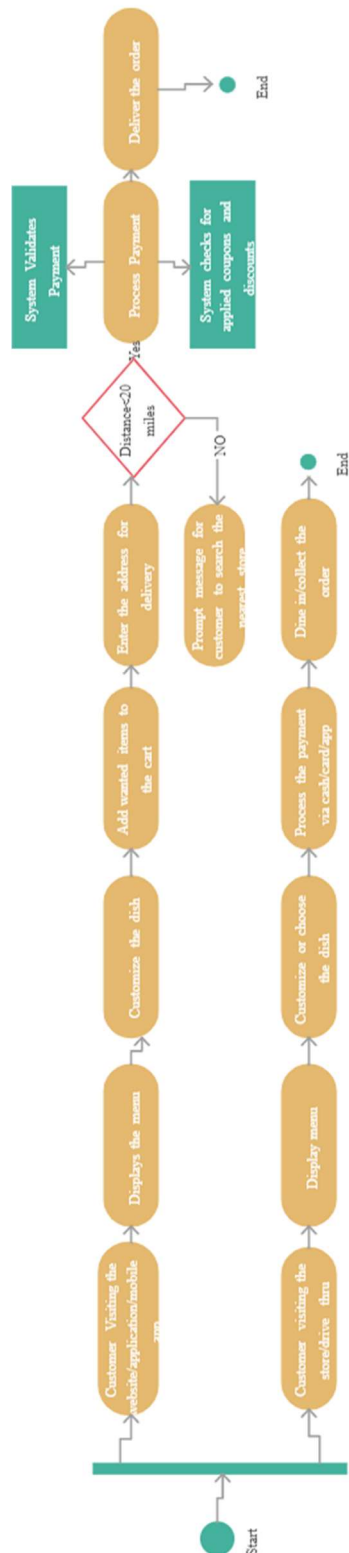 Start
Customer Visiting the
website/application/mobile
app
Displays the menu
Customize the dish
Add wanted items to
the cart
Enter the address for
delivery
Distance<20
miles
Yes
NO
Prompt message for
customer to search the
nearest store
Process Payment
System Validates
Payment
System checks for
applied coupons and
discounts
Deliver the order
End
Customer visiting the
store/drive thru
Display menu
Customize or choose
the dish
Process the payment
via cash/card/app
Dine in/collect the
order
End